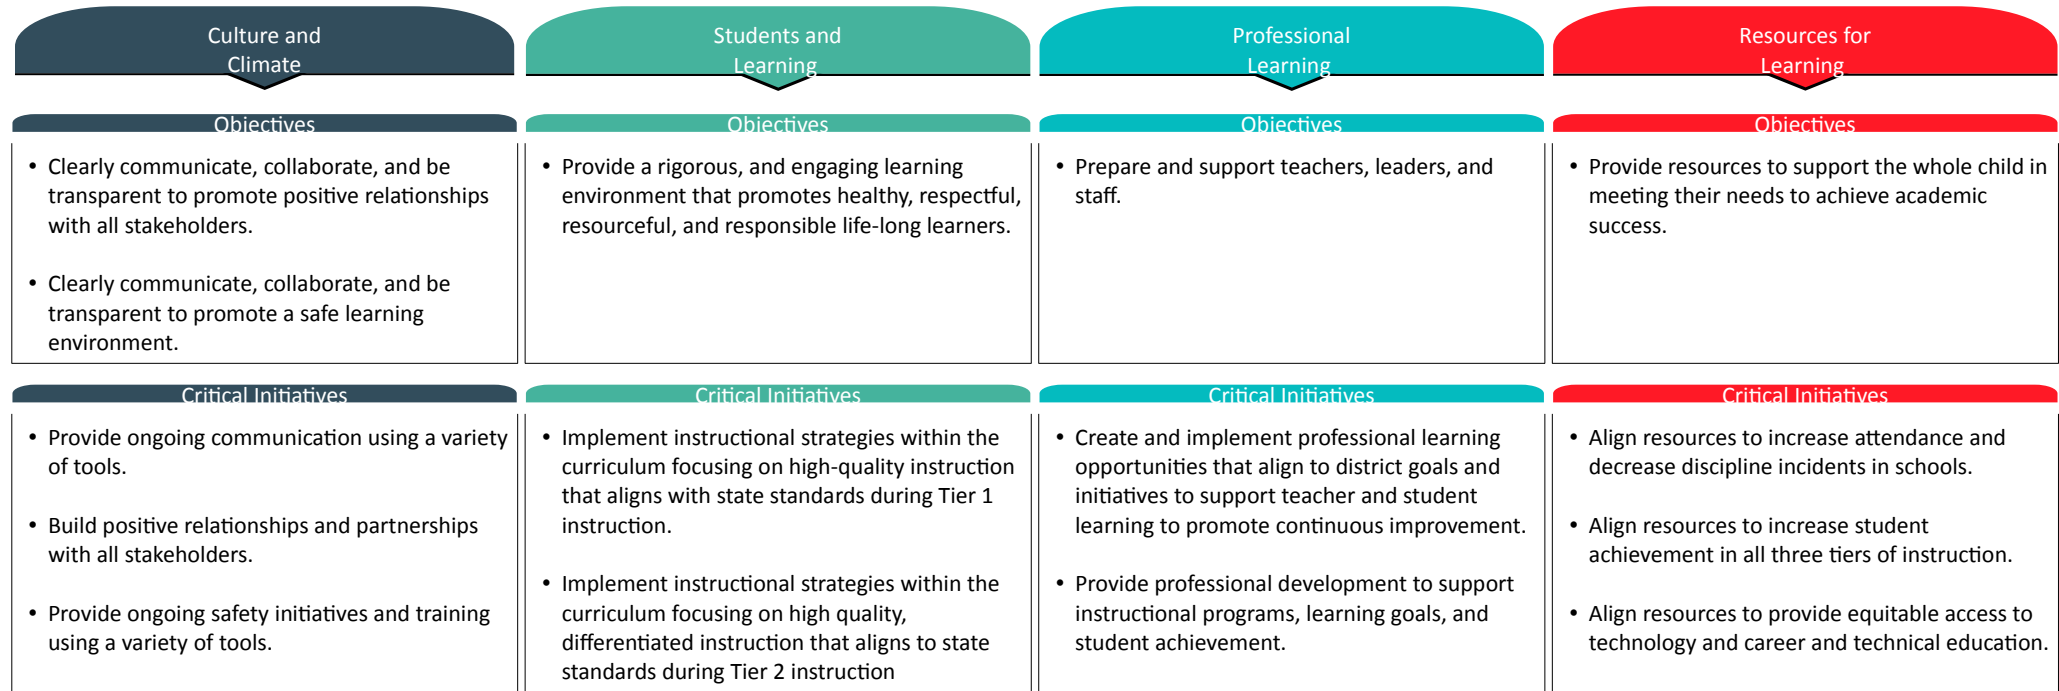 Culture and
Climate
Students and
Learning
Professional
Learning
Resources for
Learning
Objectives
• Clearly communicate, collaborate, and be
transparent to promote positive relationships
with all stakeholders.
• Clearly communicate, collaborate, and be
transparent to promote a safe learning
environment.
Objectives
• Provide a rigorous, and engaging learning
environment that promotes healthy, respectful,
resourceful, and responsible life-long learners.
Objectives
• Prepare and support teachers, leaders, and
staff.
Objectives
• Provide resources to support the whole child in
meeting their needs to achieve academic
success.
Critical Initiatives
• Provide ongoing communication using a variety
of tools.
• Build positive relationships and partnerships
with all stakeholders.
• Provide ongoing safety initiatives and training
using a variety of tools.
Critical Initiatives
• Implement instructional strategies within the
curriculum focusing on high-quality instruction
that aligns with state standards during Tier 1
instruction.
• Implement instructional strategies within the
curriculum focusing on high quality,
differentiated instruction that aligns to state
standards during Tier 2 instruction
Critical Initiatives
• Create and implement professional learning
opportunities that align to district goals and
initiatives to support teacher and student
learning to promote continuous improvement.
• Provide professional development to support
instructional programs, learning goals, and
student achievement.
Critical Initiatives
• Align resources to increase attendance and
decrease discipline incidents in schools.
• Align resources to increase student
achievement in all three tiers of instruction.
• Align resources to provide equitable access to
technology and career and technical education.